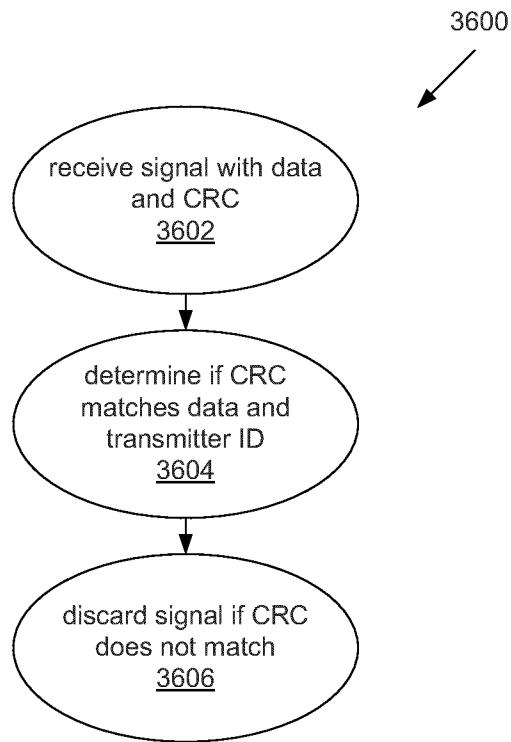 3600
receive signal with data
and CRC
3602
determine if CRC
matches data and
transmitter ID
3604
discard signal if CRC
does not match
3606